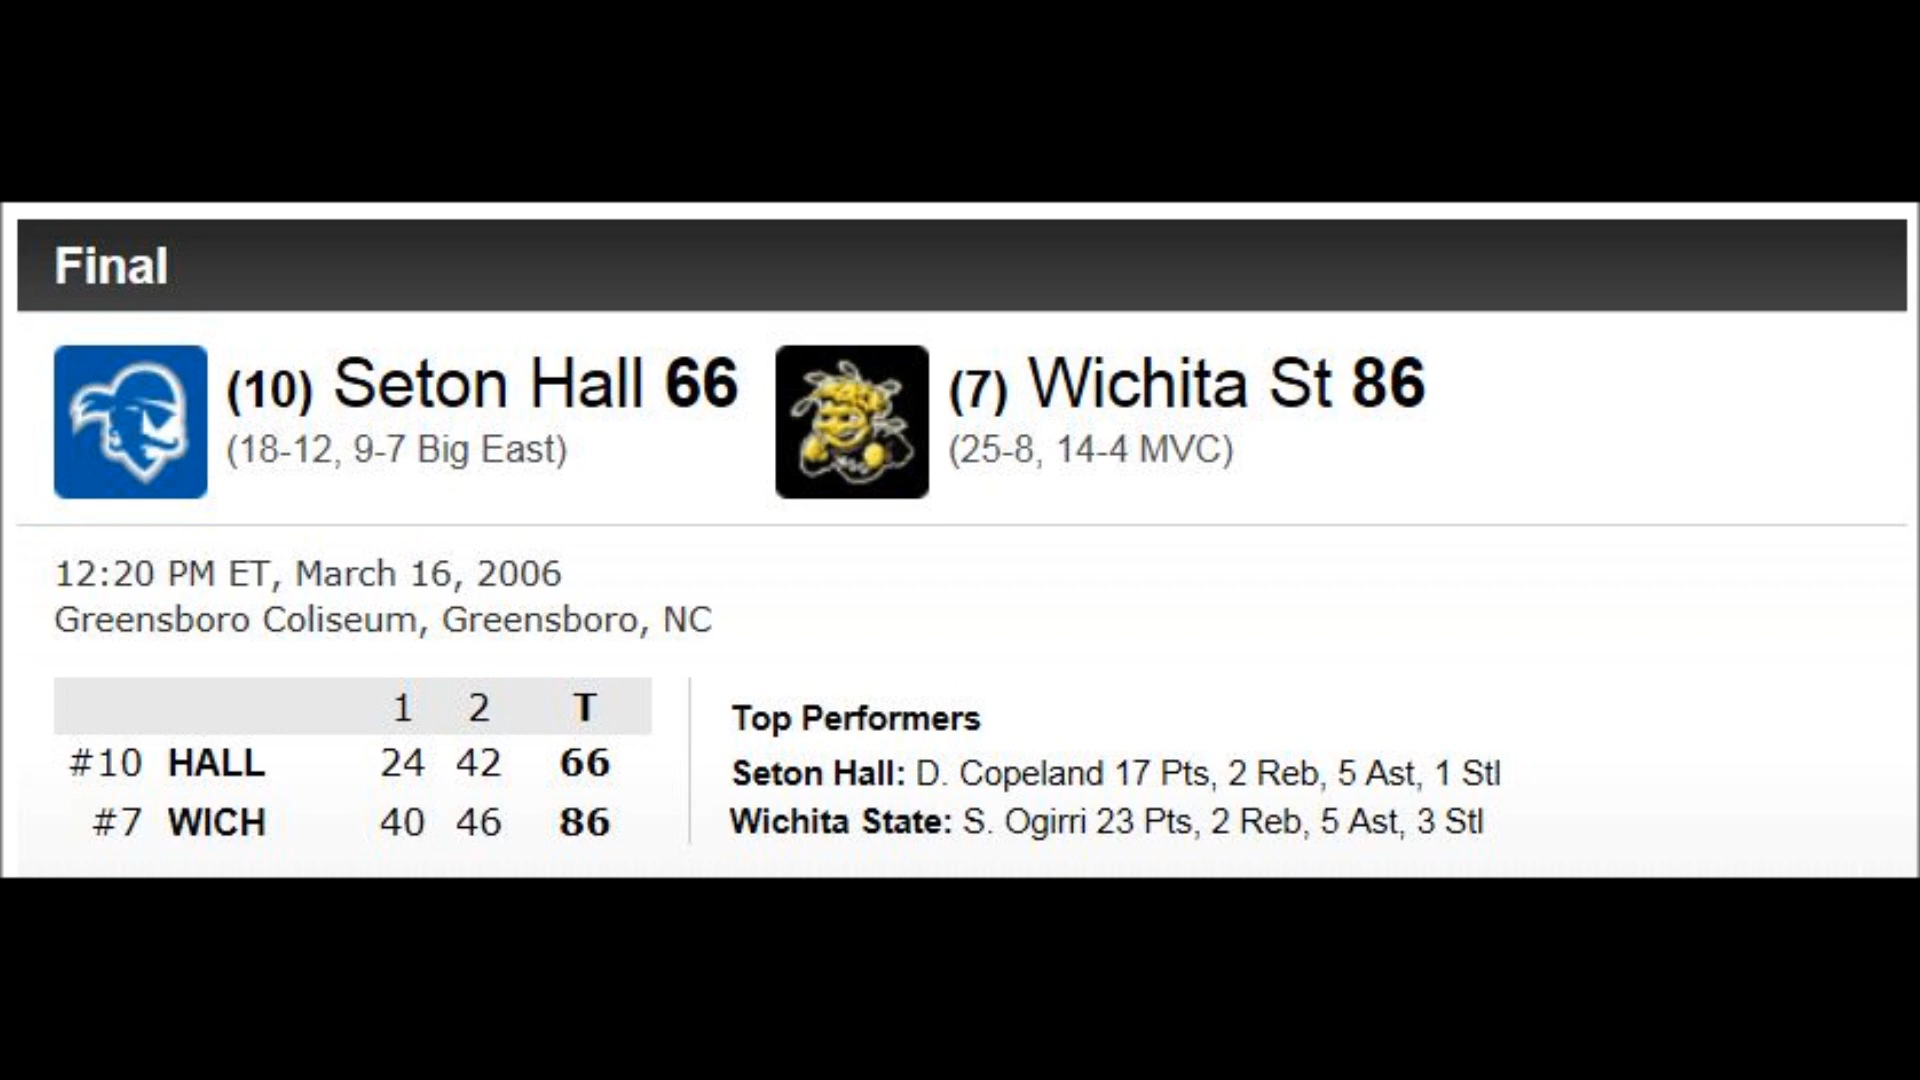 Final
(10) Seton Hall 66
(18-12, 9-7 Big East)
(7) Wichita St 86
(25-8, 14-4 MVC)
12:20 PM ET, March 16, 2006
Greensboro Coliseum, Greensboro, NC
1 2 T
#10 HALL 24 42 66
#7 WICH 40 46 86
Top Performers
Seton Hall: D. Copeland 17 Pts, 2 Reb, 5 Ast, 1 Stl
Wichita State: S. Ogirri 23 Pts, 2 Reb, 5 Ast, 3 Stl